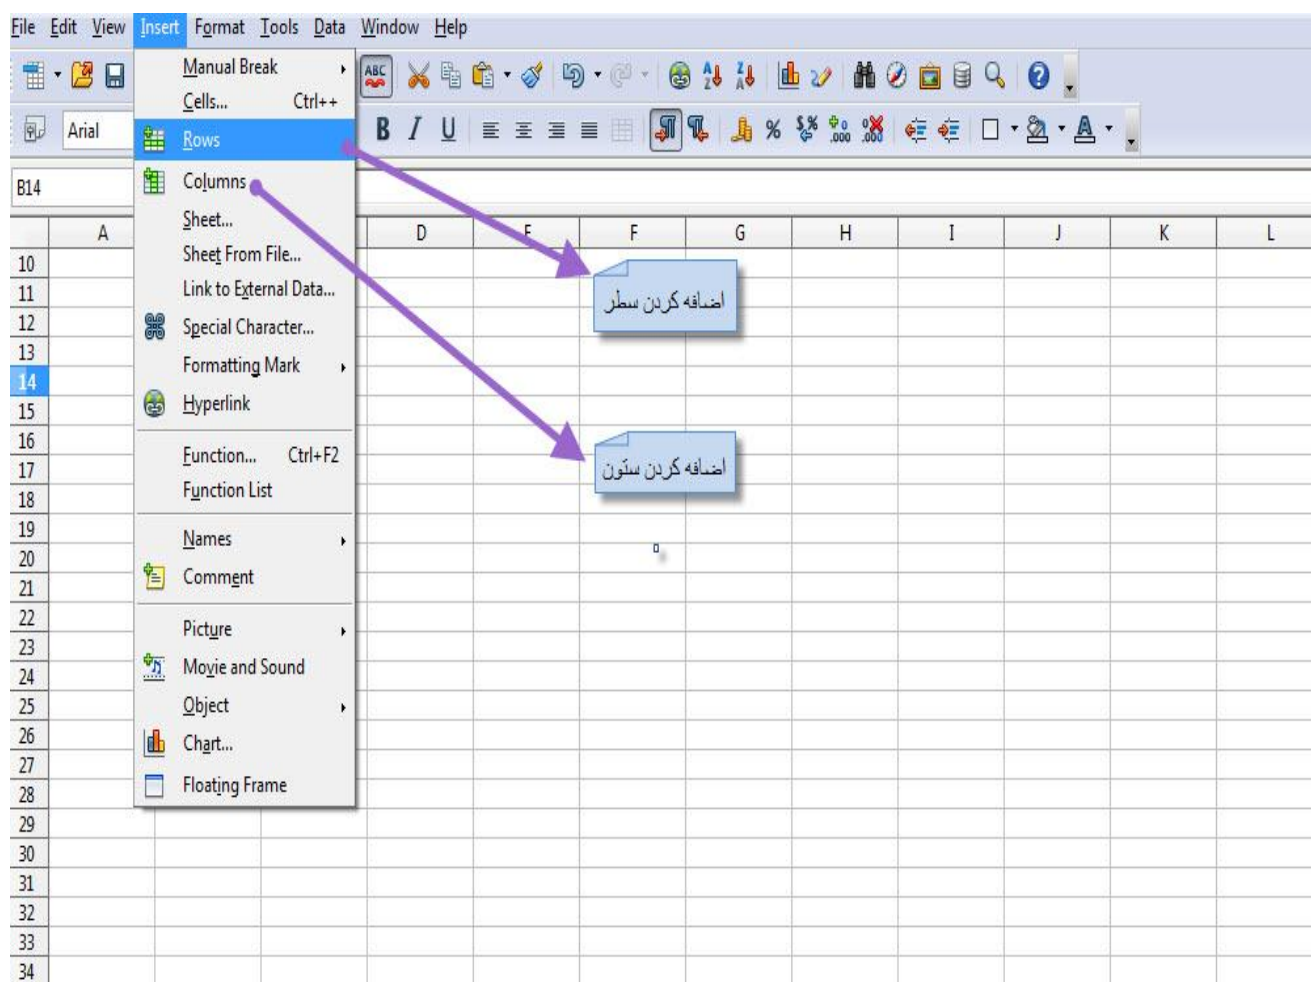 File Edit View Insert Format Tools Data Window Help
Manual Break
Cells... Ctrl++
Rows
Columns
Sheet...
Sheet From File...
Link to External Data...
Special Character...
Formatting Mark
Hyperlink
Function... Ctrl+F2
Function List
Names
Comment
Picture
Movie and Sound
Object
Chart...
Floating Frame
ABC
Arial
B I U %
B14
A D E F G H I J K L
10
11
12
13
14
15
16
17
18
19
20
21
22
23
24
25
26
27
28
29
30
31
32
33
34
اضافه کردن سطر
اضافه کردن ستون